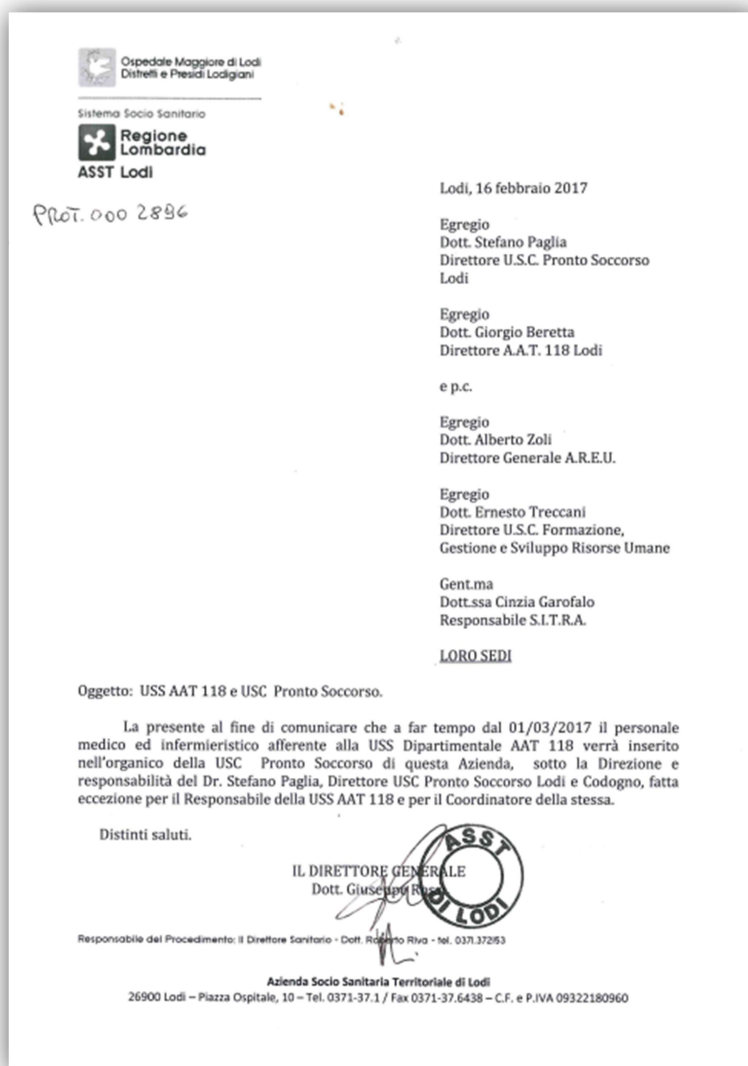 Ospedale Maggiore di Lodi
Distretti e Presidi Lodigiani
Sistema Socio Sanitario
Regione
Lombardia
ASST Lodi
PROT. 000 2896
Lodi, 16 febbraio 2017
Egregio
Dott. Stefano Paglia
Direttore U.S.C. Pronto Soccorso
Lodi
Egregio
Dott. Giorgio Beretta
Direttore A.A.T. 118 Lodi
e p.c.
Egregio
Dott. Alberto Zoli
Direttore Generale A.R.E.U.
Egregio
Dott. Ernesto Treccani
Direttore U.S.C. Formazione,
Gestione e Sviluppo Risorse Umane
Gent.ma
Dott.ssa Cinzia Garofalo
Responsabile S.I.T.R.A.
LORO SEDI
Oggetto: USS AAT 118 e USC Pronto Soccorso.
La presente al fine di comunicare che a far tempo dal 01/03/2017 il personale
medico ed infermieristico afferente alla USS Dipartimentale AAT 118 verrà inserito
nell'organico della USC Pronto Soccorso di questa Azienda, sotto la Direzione e
responsabilità del Dr. Stefano Paglia, Direttore USC Pronto Soccorso Lodi e Codogno, fatta
eccezione per il Responsabile della USS AAT 118 e per il Coordinatore della stessa.
Distinti saluti.
IL DIRETTORE GENERALE
Dott. Giuseppe Rossi
ASST
DI LODI
Responsabile del Procedimento: Il Direttore Sanitario - Dott. Roberto Riva - tel. 0371.372153
Azienda Socio Sanitaria Territoriale di Lodi
26900 Lodi – Piazza Ospitale, 10 – Tel. 0371-37.1 / Fax 0371-37.6438 – C.F. e P.IVA 09322180960